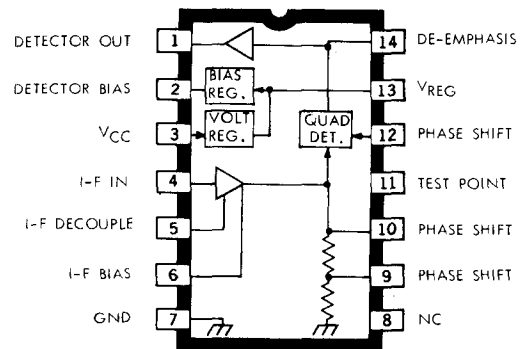 DETECTOR OUT 1
14 DE-EMPHASIS
DETECTOR BIAS 2
BIAS REG.
13 VREG
VCC 3
VOLT REG.
QUAD DET.
12 PHASE SHIFT
I-F IN 4
11 TEST POINT
I-F DECOUPLE 5
10 PHASE SHIFT
I-F BIAS 6
9 PHASE SHIFT
GND 7
8 NC